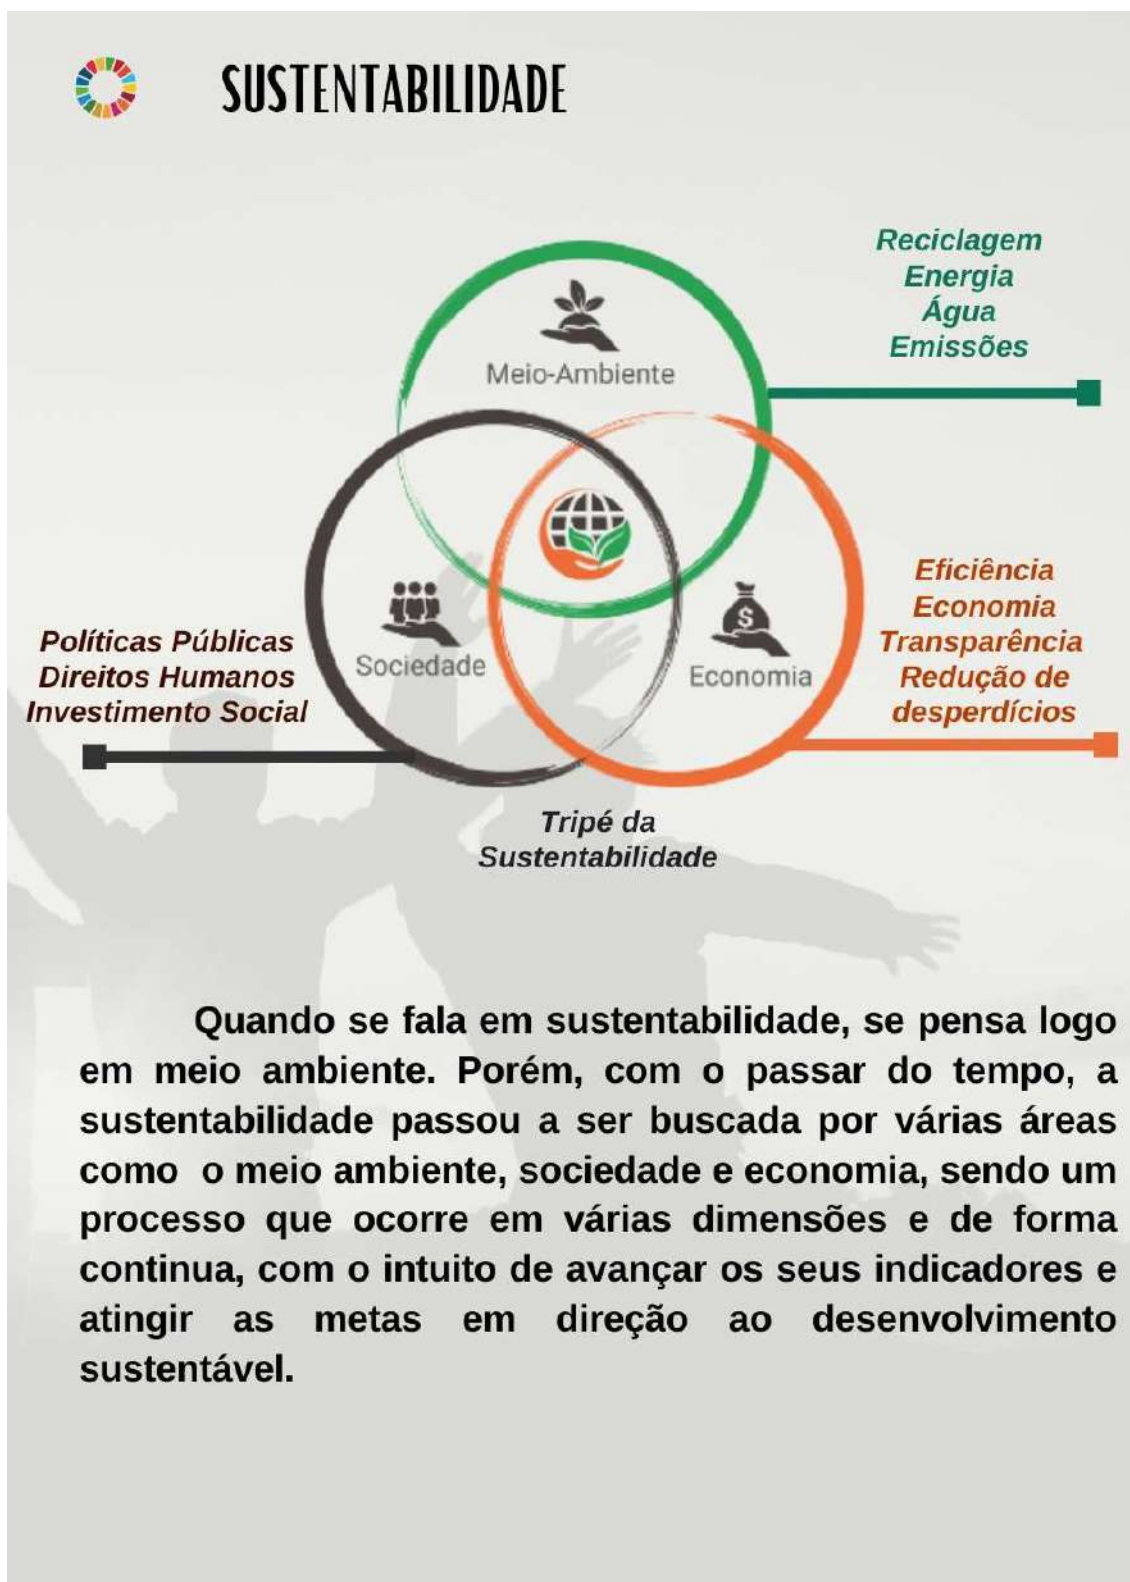 SUSTENTABILIDADE
Reciclagem
Energia
Água
Emissões
Meio-Ambiente
Eficiência
Economia
Transparência
Redução de
desperdícios
Políticas Públicas
Direitos Humanos
Investimento Social
Sociedade
$
Economia
Tripé da
Sustentabilidade
Quando se fala em sustentabilidade, se pensa logo
em meio ambiente. Porém, com o passar do tempo, a
sustentabilidade passou a ser buscada por várias áreas
como o meio ambiente, sociedade e economia, sendo um
processo que ocorre em várias dimensões e de forma
continua, com o intuito de avançar os seus indicadores e
atingir as metas em direção ao desenvolvimento
sustentável.